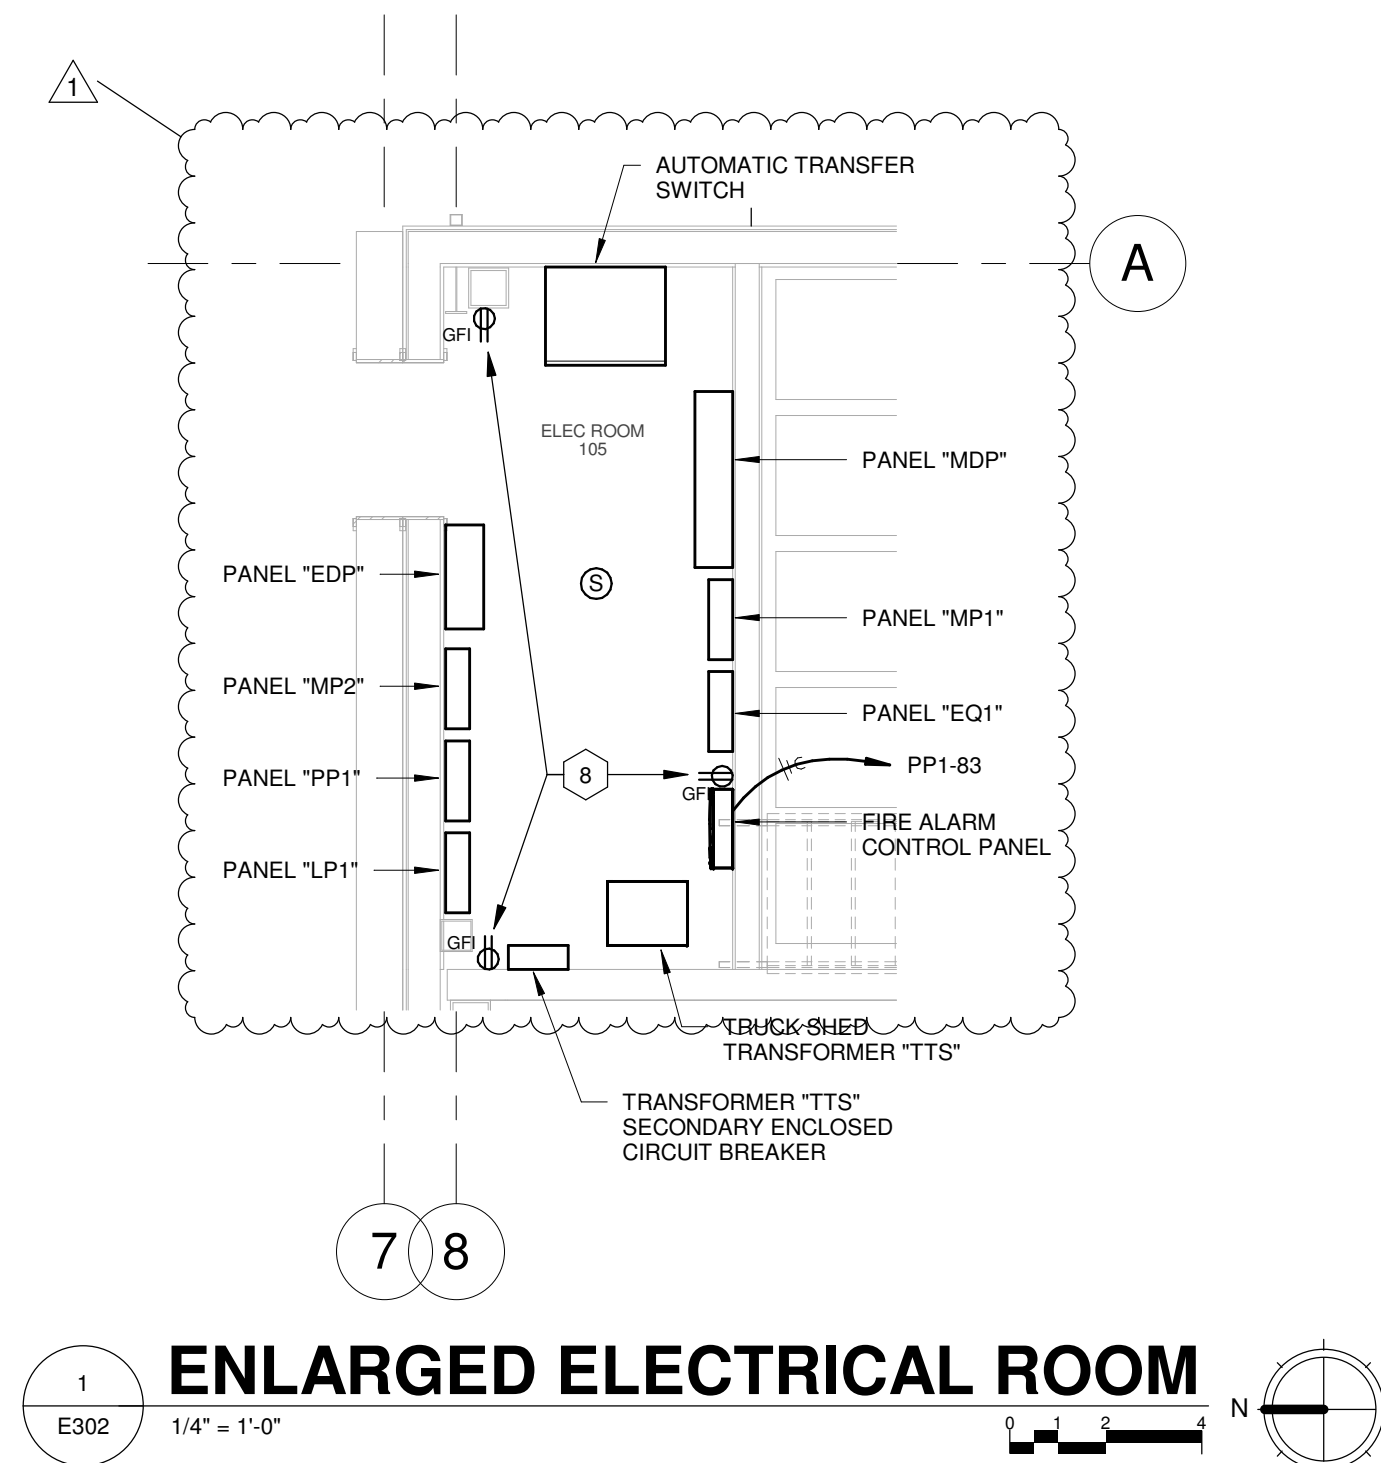 1
AUTOMATIC TRANSFER
SWITCH
A
GFI
ELEC ROOM
105
PANEL "MDP"
PANEL "EDP"
S
PANEL "MP1"
PANEL "MP2"
PANEL "EQ1"
PANEL "PP1"
8
PP1-83
GFI
FIRE ALARM
CONTROL PANEL
PANEL "LP1"
GFI
TRUCK SHED
TRANSFORMER "TTS"
TRANSFORMER "TTS"
SECONDARY ENCLOSED
CIRCUIT BREAKER
7 8
1
E302
ENLARGED ELECTRICAL ROOM
1/4" = 1'-0"
0 1 2 4
N